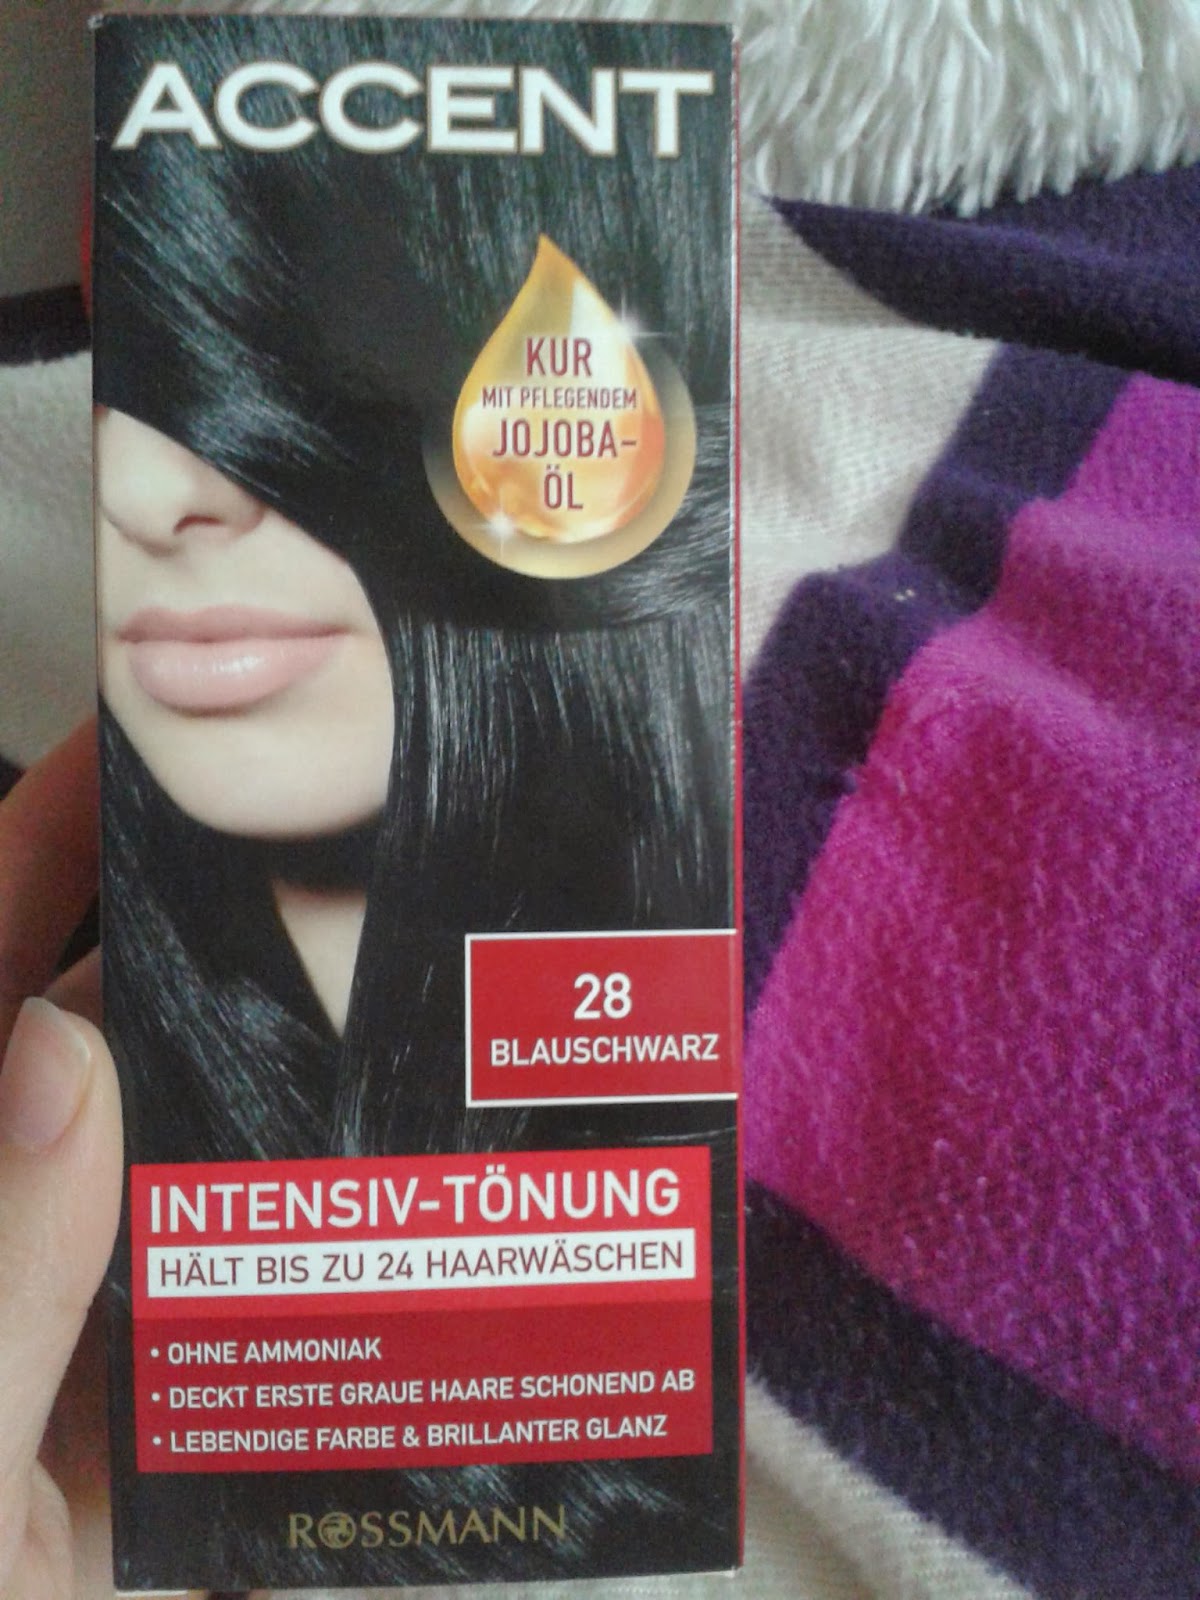 ACCENT
KUR
MIT PFLEGENDEM
JOJOBA-
ÖL
28
BLAUSCHWARZ
INTENSIV-TÖNUNG
HÄLT BIS ZU 24 HAARWÄSCHEN
• OHNE AMMONIAK
• DECKT ERSTE GRAUE HAARE SCHONEND AB
• LEBENDIGE FARBE & BRILLANTER GLANZ
ROSSMANN